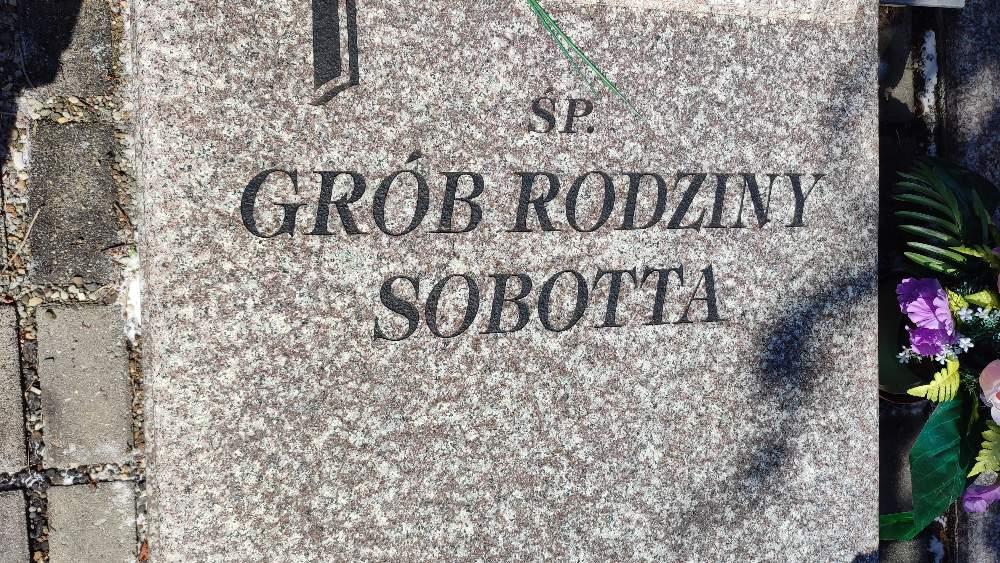 ŚP.
GRÓB RODZINY
SOBOTTA